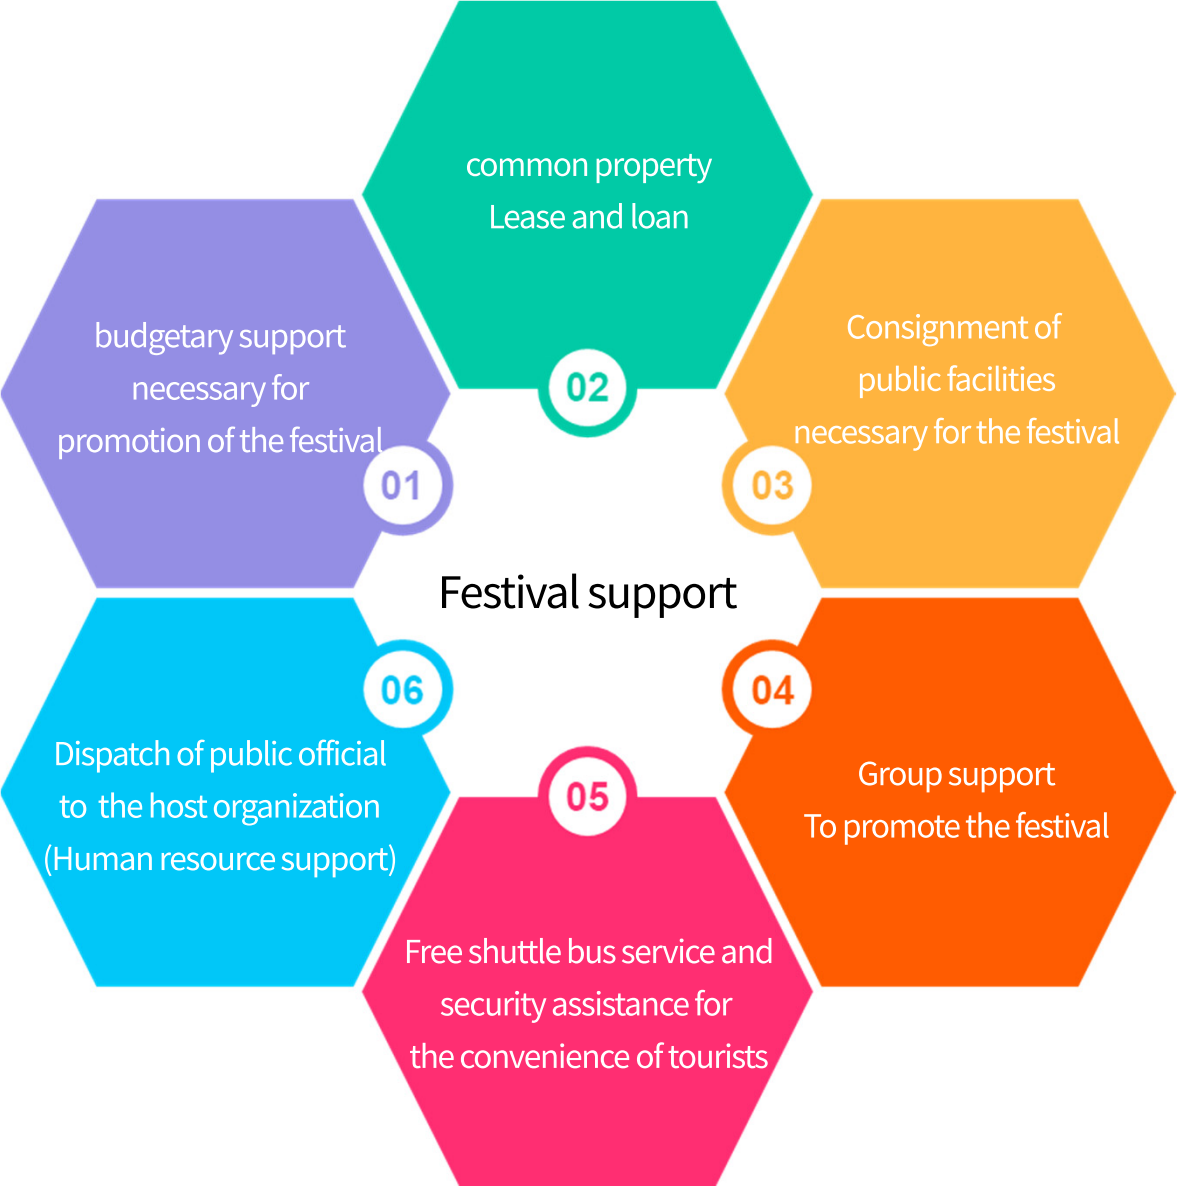 budgetary support
necessary for
promotion of the festival
01
common property
Lease and loan
02
Consignment of
public facilities
necessary for the festival
03
Festival support
04
Group support
To promote the festival
05
Free shuttle bus service and
security assistance for
the convenience of tourists
06
Dispatch of public official
to  the host organization
(Human resource support)